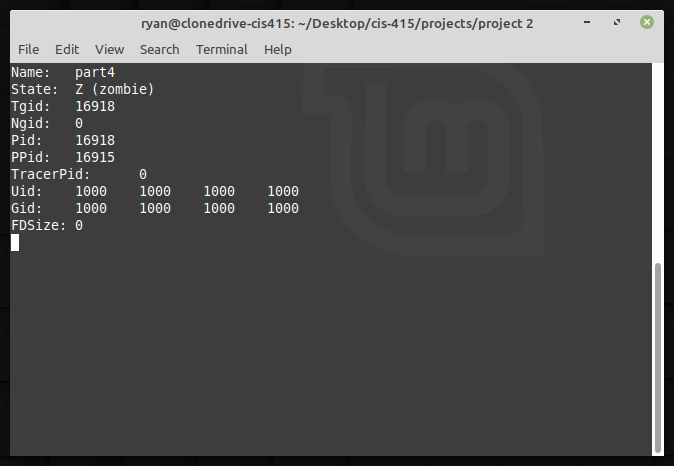 ryan@clonedrive-cis415: ~/Desktop/cis-415/projects/project 2
File Edit View Search Terminal Help
Name:   part4
State:  Z (zombie)
Tgid:   16918
Ngid:   0
Pid:    16918
PPid:   16915
TracerPid:      0
Uid:    1000    1000    1000    1000
Gid:    1000    1000    1000    1000
FDSize: 0